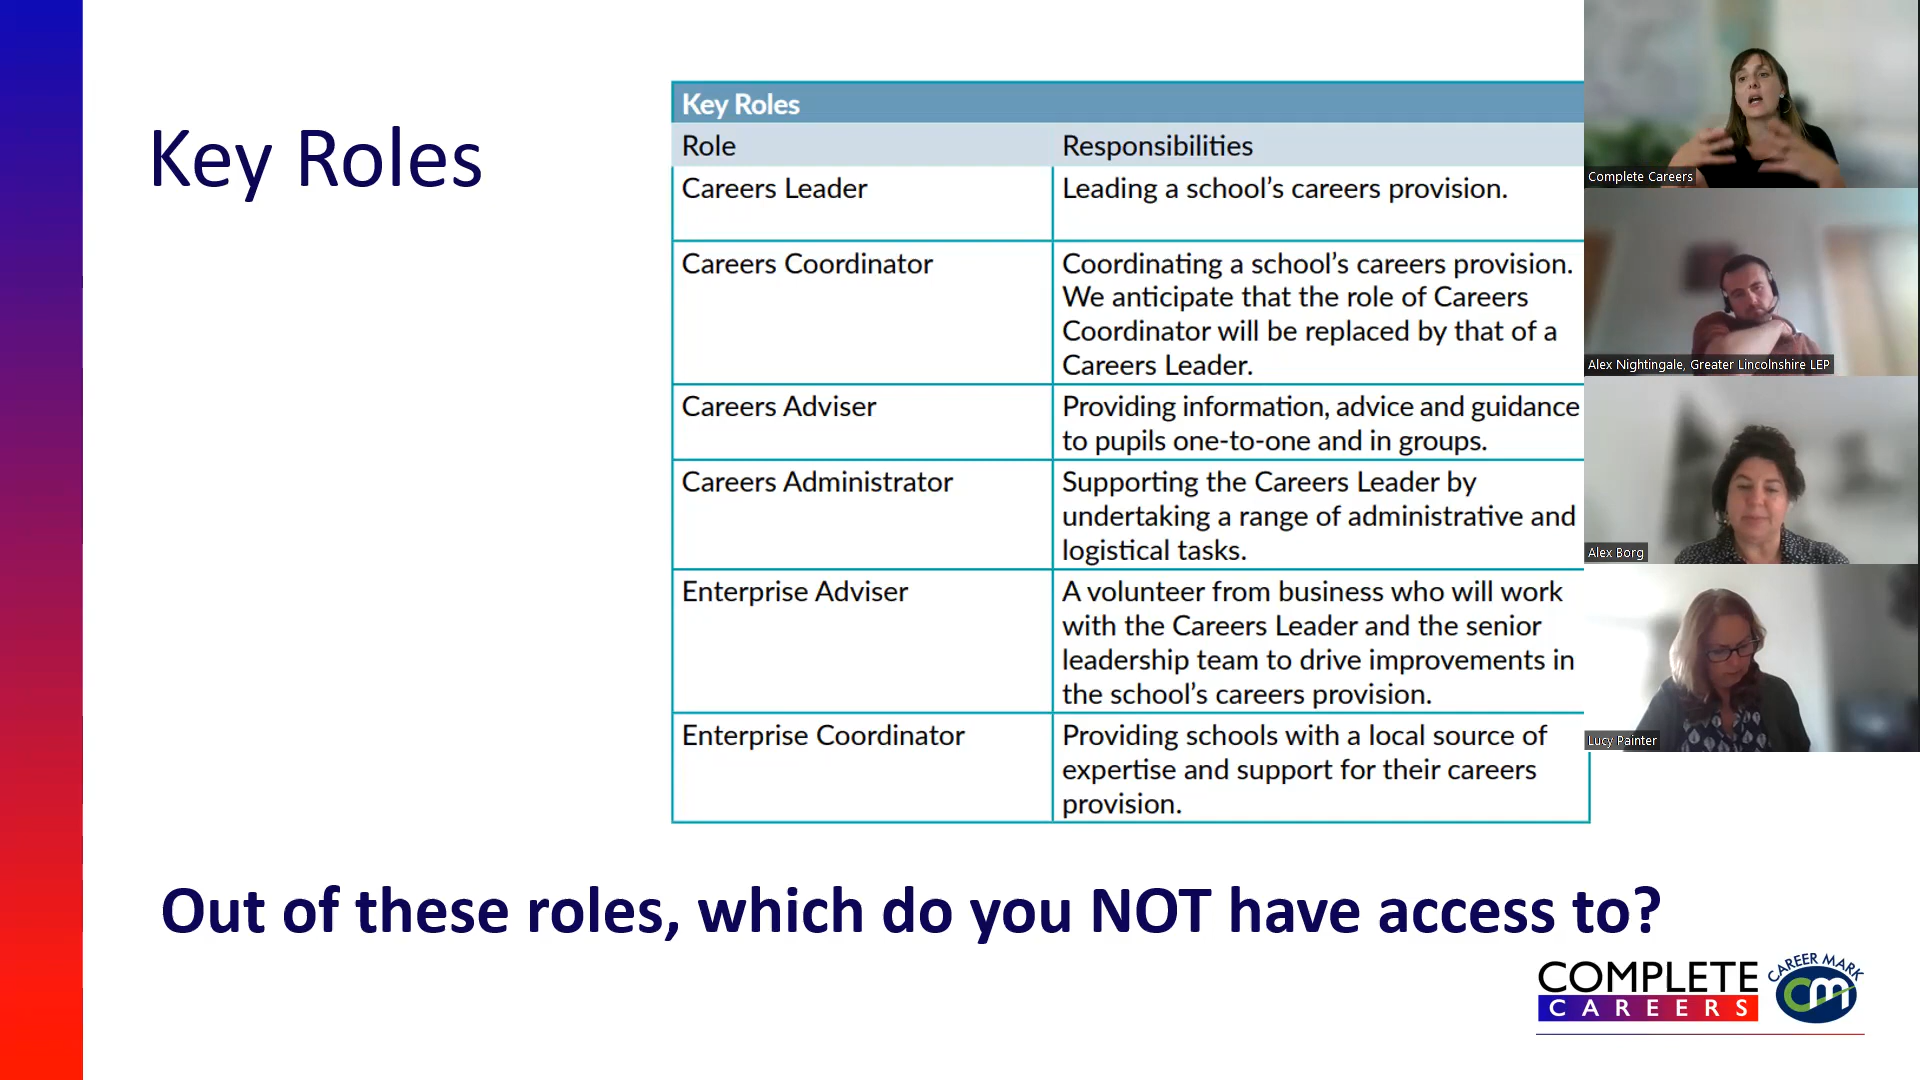 Key Roles
Key Roles
Role Responsibilities
Careers Leader Leading a school’s careers provision.
Careers Coordinator Coordinating a school’s careers provision.
We anticipate that the role of Careers
Coordinator will be replaced by that of a
Careers Leader.
Careers Adviser Providing information, advice and guidance
to pupils one-to-one and in groups.
Careers Administrator Supporting the Careers Leader by
undertaking a range of administrative and
logistical tasks.
Enterprise Adviser A volunteer from business who will work
with the Careers Leader and the senior
leadership team to drive improvements in
the school’s careers provision.
Enterprise Coordinator Providing schools with a local source of
expertise and support for their careers
provision.
Out of these roles, which do you NOT have access to?
Complete Careers
Alex Nightingale, Greater Lincolnshire LEP
Alex Borg
Lucy Painter
COMPLETE
CAREERS
CAREER MARK
cm